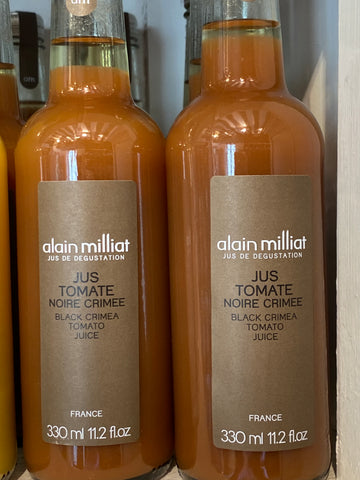 am
alain milliat
JUS DE DEGUSTATION
JUS
TOMATE
NOIRE CRIMEE
BLACK CRIMEA
TOMATO
JUICE
FRANCE
330 ml 11.2 fl.oz
alain milliat
JUS DE DEGUSTATION
JUS
TOMATE
NOIRE CRIMEE
BLACK CRIMEA
TOMATO
JUICE
FRANCE
330 ml 11.2 fl.oz